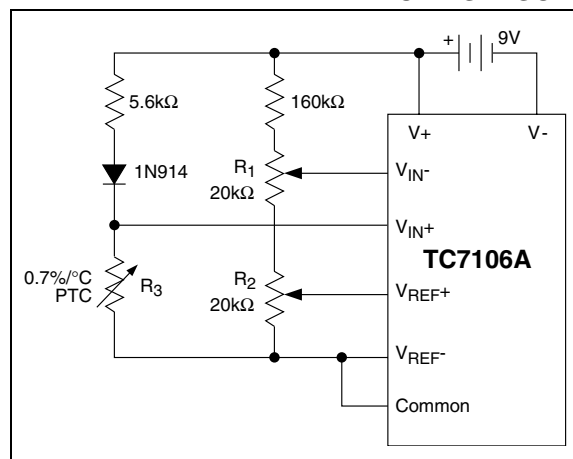 +
9V
5.6kΩ
160kΩ
V+
V-
1N914
R1
20kΩ
VIN-
VIN+
TC7106A
0.7%/°C
PTC
R3
R2
20kΩ
VREF+
VREF-
Common